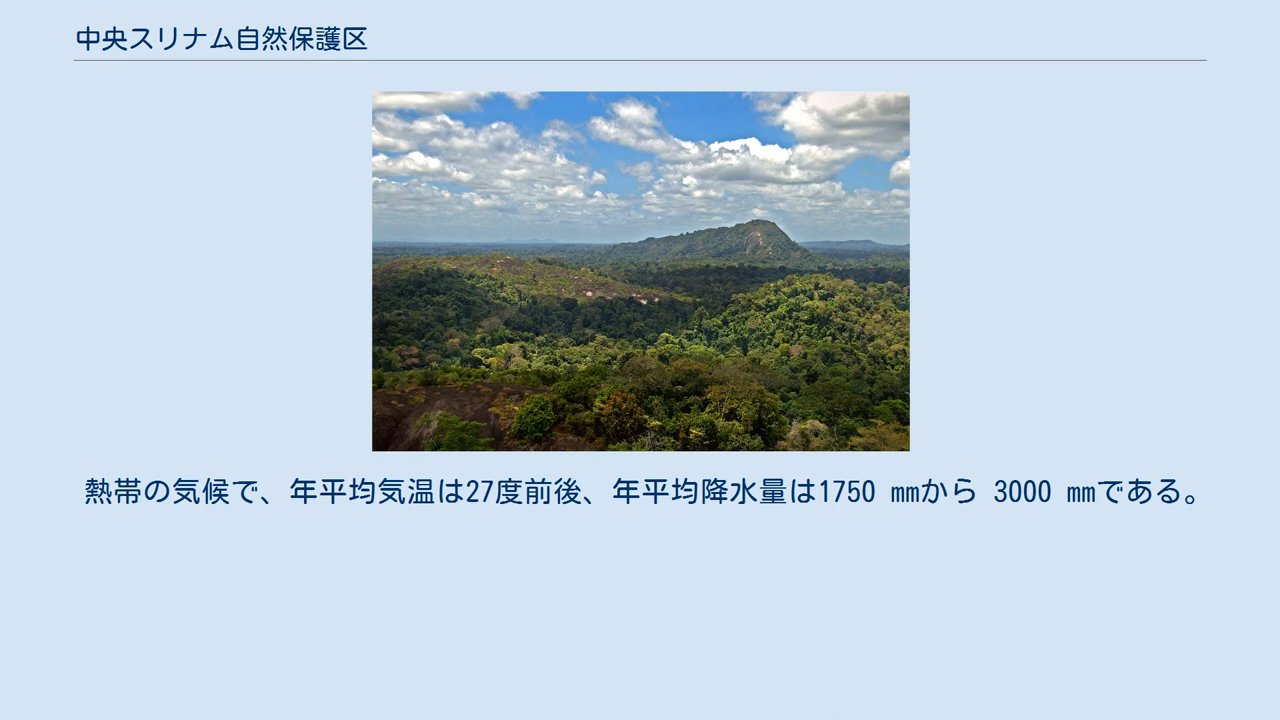 中央スリナム自然保護区
熱帯の気候で、年平均気温は27度前後、年平均降水量は1750 ㎜から 3000 ㎜である。